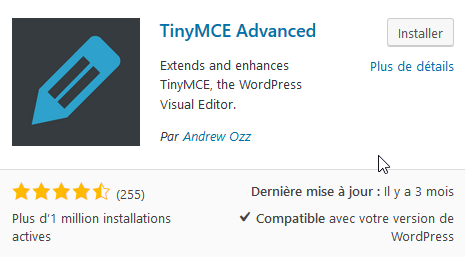 TinyMCE Advanced
Installer
Extends and enhances
TinyMCE, the WordPress
Visual Editor.
Plus de détails
Par Andrew Ozz
(255)
Plus d'1 million installations
actives
Dernière mise à jour : Il y a 3 mois
Compatible avec votre version de
WordPress